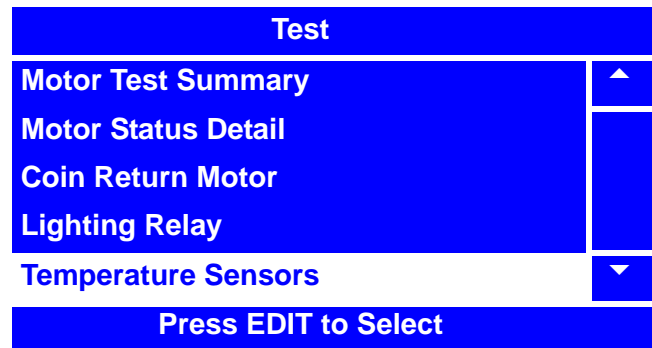 Test
Motor Test Summary
Motor Status Detail
Coin Return Motor
Lighting Relay
Temperature Sensors
Press EDIT to Select